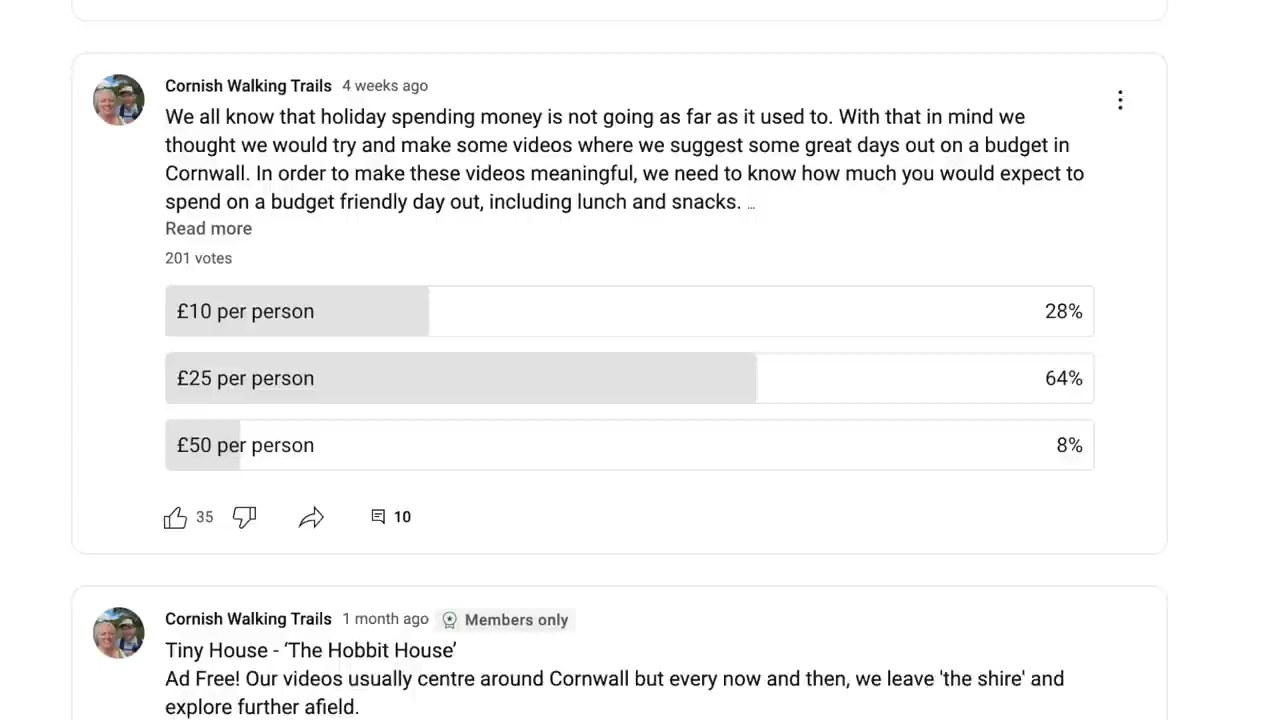 Cornish Walking Trails 4 weeks ago
We all know that holiday spending money is not going as far as it used to. With that in mind we
thought we would try and make some videos where we suggest some great days out on a budget in
Cornwall. In order to make these videos meaningful, we need to know how much you would expect to
spend on a budget friendly day out, including lunch and snacks. ...
Read more
201 votes
£10 per person 28%
£25 per person 64%
£50 per person 8%
35 10
Cornish Walking Trails 1 month ago Members only
Tiny House - ‘The Hobbit House’
Ad Free! Our videos usually centre around Cornwall but every now and then, we leave 'the shire' and
explore further afield.